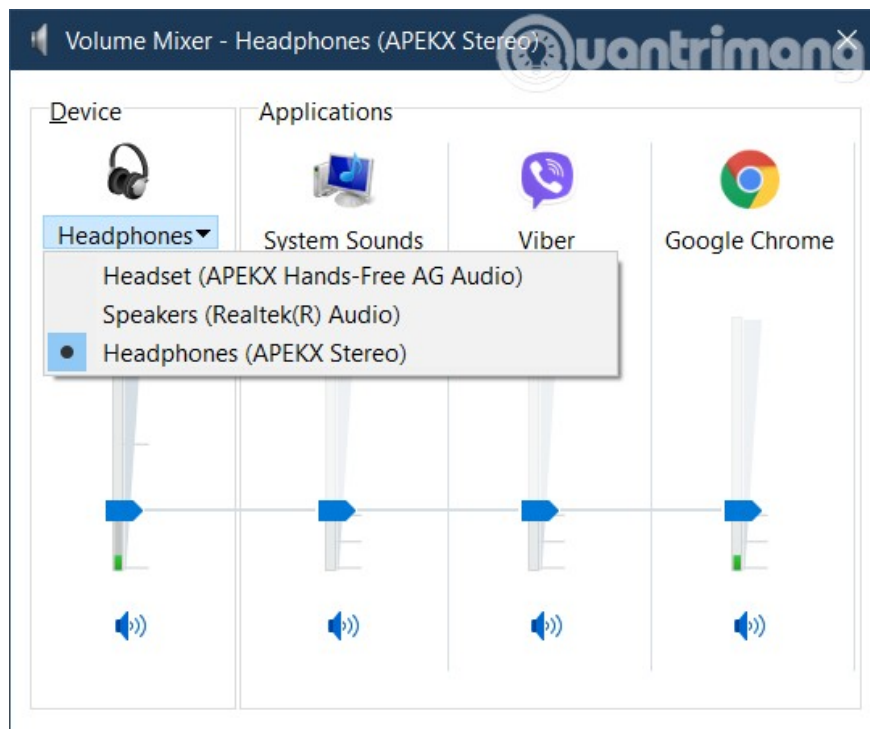 Volume Mixer - Headphones (APEKX Stereo)
Quantrimang
Device
Applications
Headphones
System Sounds
Viber
Google Chrome
Headset (APEKX Hands-Free AG Audio)
Speakers (Realtek(R) Audio)
Headphones (APEKX Stereo)